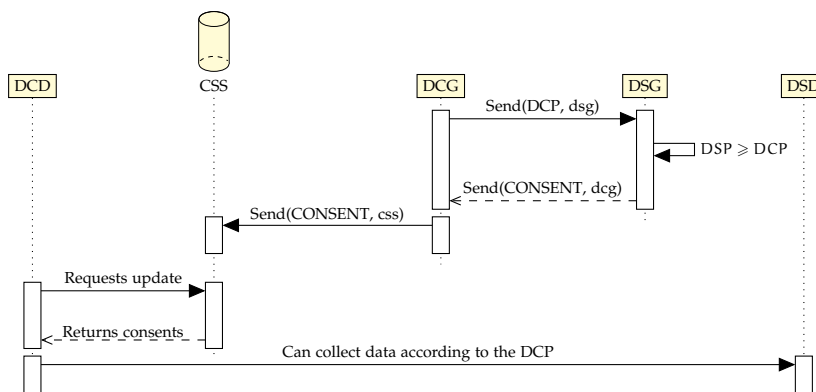 DCD
CSS
DCG
DSG
DSD
Send(DCP, dsg)
DSP ⩾ DCP
Send(CONSENT, dcg)
Send(CONSENT, css)
Requests update
Returns consents
Can collect data according to the DCP